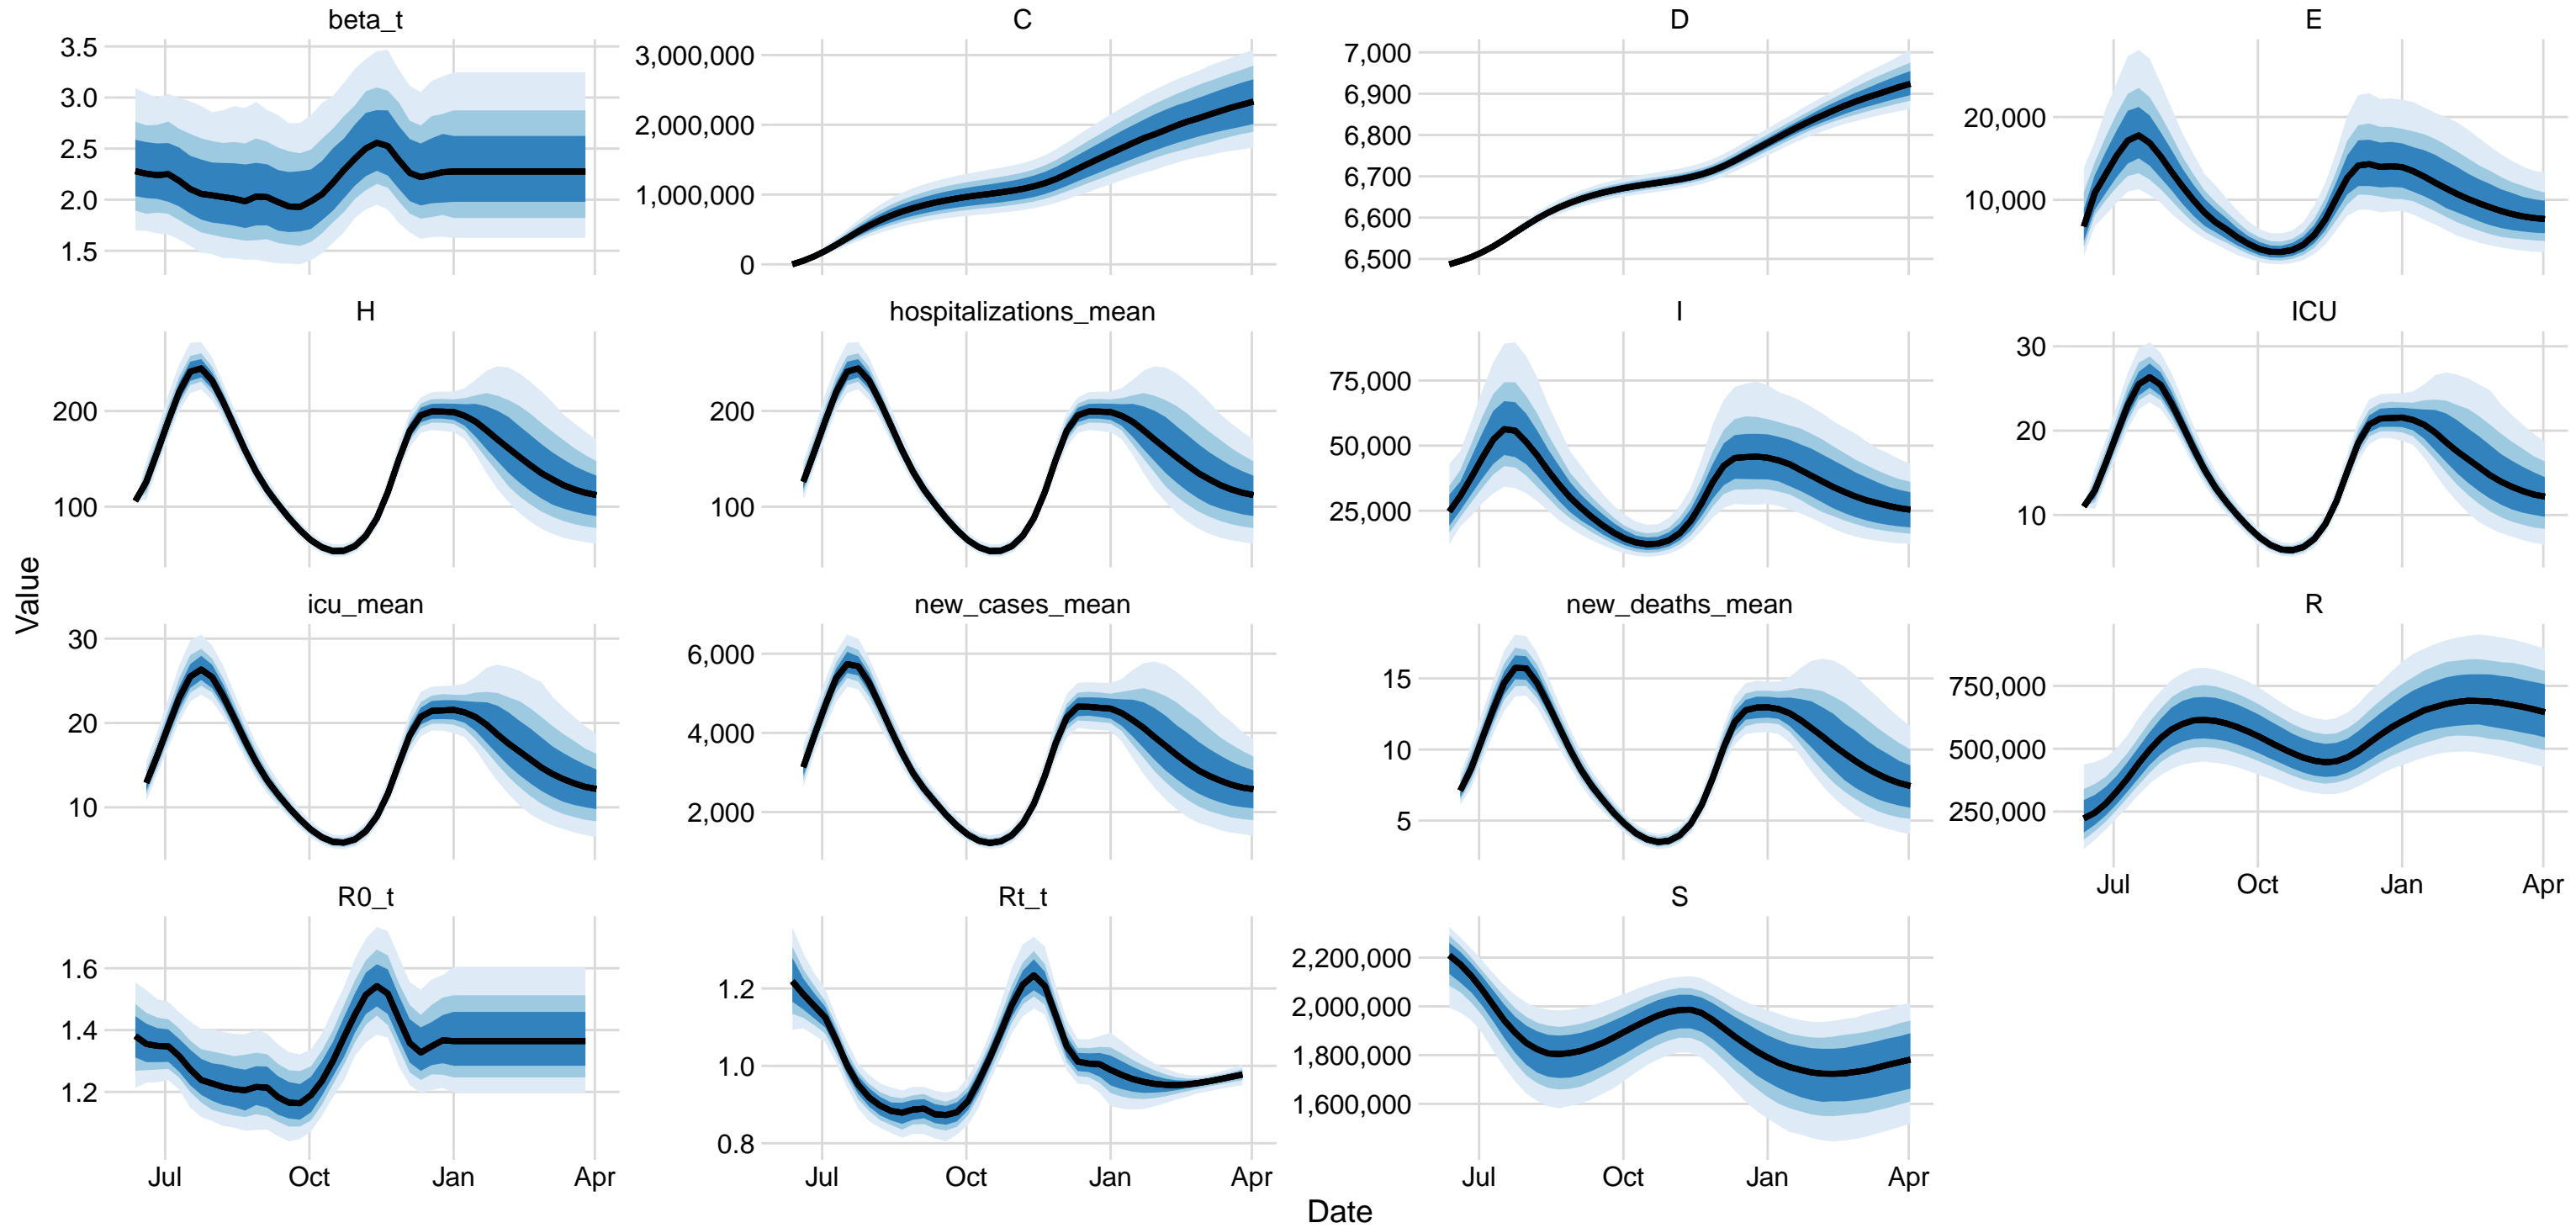 beta_t
C
D
E
3.5
3.0
2.5
2.0
1.5
3,000,000
2,000,000
1,000,000
0
7,000
6,900
6,800
6,700
6,600
6,500
20,000
10,000
H
hospitalizations_mean
I
ICU
200
100
200
100
75,000
50,000
25,000
30
20
10
Value
icu_mean
new_cases_mean
new_deaths_mean
R
30
20
10
6,000
4,000
2,000
15
10
5
750,000
500,000
250,000
Jul Oct Jan Apr
R0_t
Rt_t
S
1.6
1.4
1.2
1.2
1.0
0.8
2,200,000
2,000,000
1,800,000
1,600,000
Jul Oct Jan Apr
Jul Oct Jan Apr
Jul Oct Jan Apr
Date